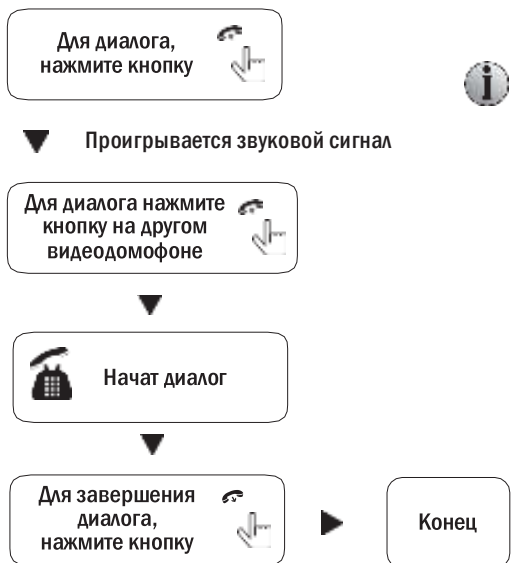 Для диалога,
нажмите кнопку
Проигрывается звуковой сигнал
Для диалога нажмите
кнопку на другом
видеодомофоне
Начат диалог
Для завершения
диалога,
нажмите кнопку
Конец